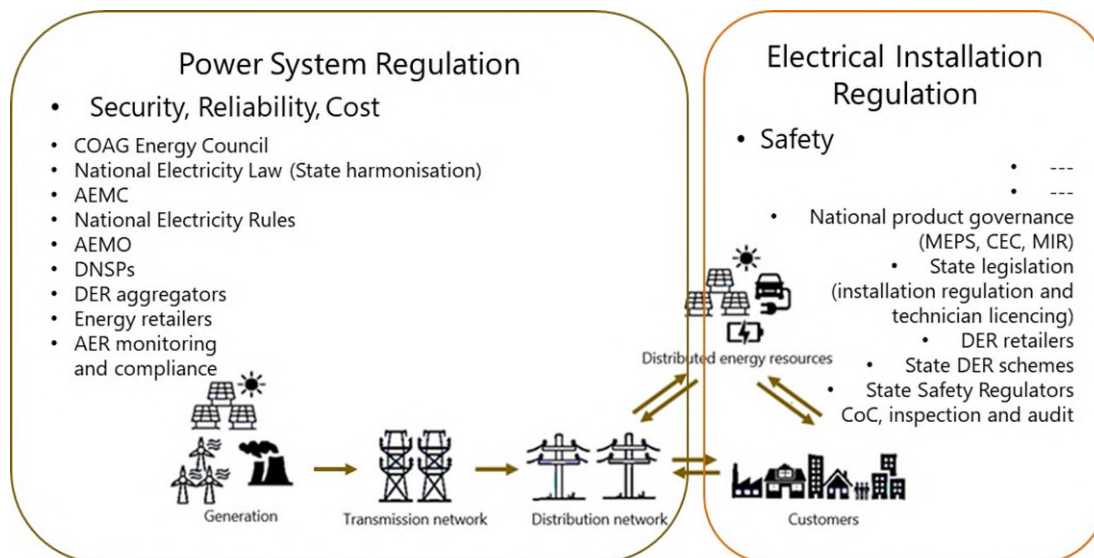 Power System Regulation
• Security, Reliability, Cost
• COAG Energy Council
• National Electricity Law (State harmonisation)
• AEMC
• National Electricity Rules
• AEMO
• DNSPs
• DER aggregators
• Energy retailers
• AER monitoring
and compliance
Electrical Installation
Regulation
• Safety
• ---
• ---
• National product governance
(MEPS, CEC, MIR)
• State legislation
(installation regulation and
technician licencing)
• DER retailers
• State DER schemes
• State Safety Regulators
CoC, inspection and audit
Distributed energy resources
Generation
Transmission network
Distribution network
Customers